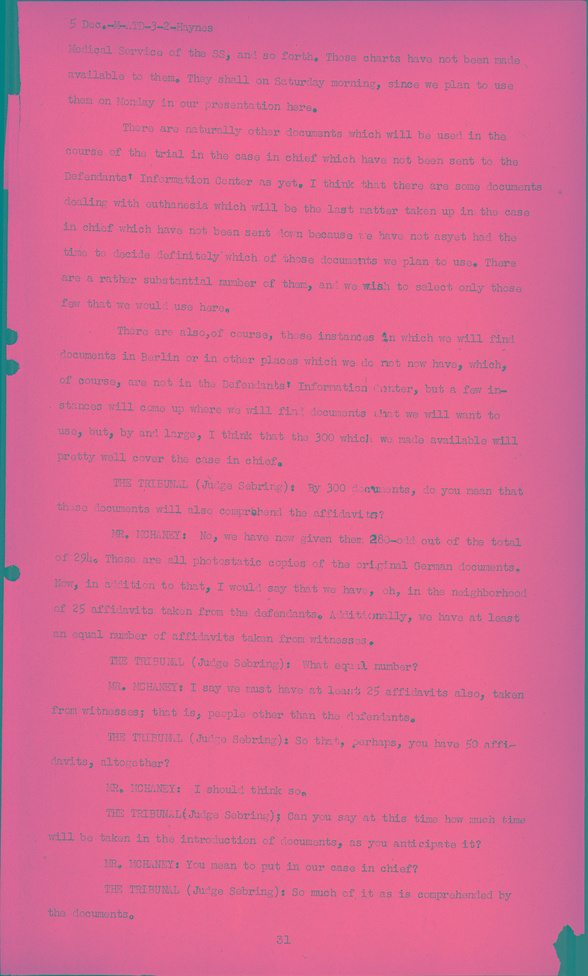 5 Dec.-M-AYD-3-2-Haynes
Medical Service of the SS, and so forth. Those charts have not been made
available to them. They shall on Saturday morning, since we plan to use
them on Monday in our presentation here.
There are naturally other documents which will be used in the
course of the trial in the case in chief which have not been sent to the
Defendants' Information Center as yet. I think that there are some documents
dealing with euthanasia which will be the last matter taken up in the case
in chief which have not been sent down because we have not asyet had the
time to decide definitely which of those documents we plan to use. There
are a rather substantial number of them, and we wish to select only those
few that we would use here.
There are also,of course, those instances in which we will find
documents in Berlin or in other places which we do not now have, which,
of course, are not in the Defendants' Information Center, but a few in-
stances will come up where we will find documents that we will want to
use, but, by and large, I think that the 300 which we made available will
pretty well cover the case in chief.
THE TRIBUNAL (Judge Sebring): By 300 documents, do you mean that
those documents will also comprehend the affidavits?
MR. MCHANEY: No, we have now given them 280-odd out of the total
of 294. Those are all photostatic copies of the original German documents.
Now, in addition to that, I would say that we have, oh, in the neighborhood
of 25 affidavits taken from the defendants. Additionally, we have at least
an equal number of affidavits taken from witnesses.
THE TRIBUNAL (Judge Sebring): What equal number?
MR. MCHANEY: I say we must have at least 25 affidavits also, taken
from witnesses; that is, people other than the defendants.
THE TRIBUNAL (Judge Sebring): So that, perhaps, you have 50 affi-
davits, altogether?
MR. MCHANEY: I should think so.
THE TRIBUNAL(Judge Sebring); Can you say at this time how much time
will be taken in the introduction of documents, as you anticipate it?
MR. MCHANEY: You mean to put in our case in chief?
THE TRIBUNAL (Judge Sebring): So much of it as is comprehended by
the documents.
31